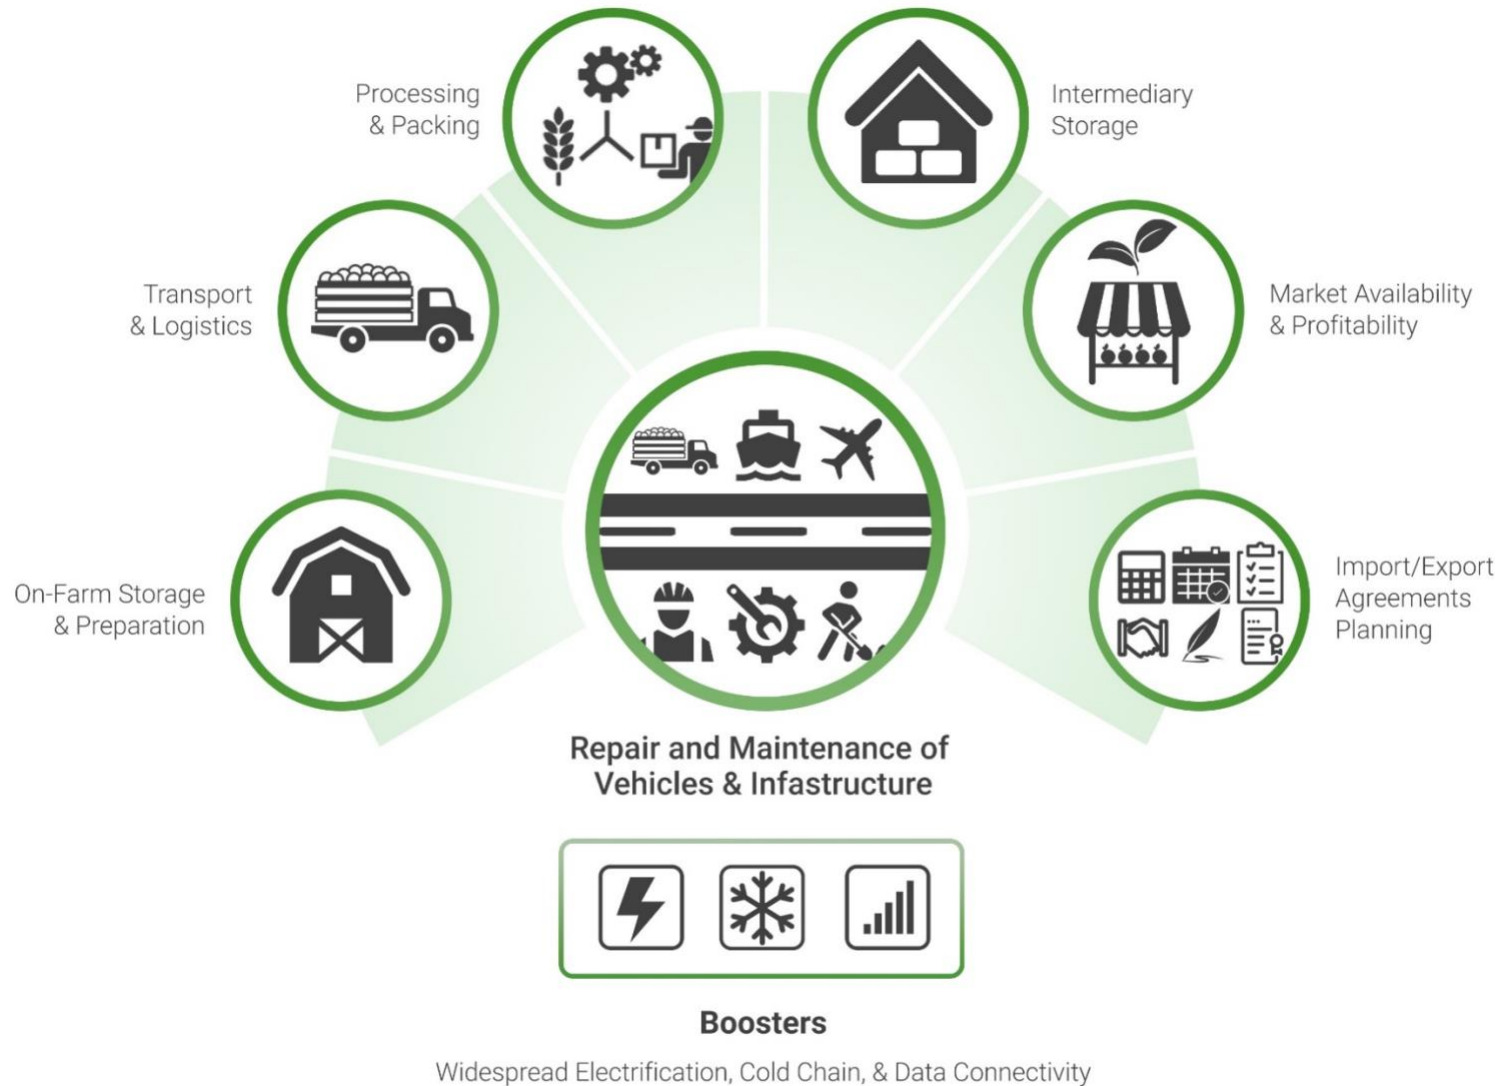 Processing
& Packing
Intermediary
Storage
Transport
& Logistics
Market Availability
& Profitability
On-Farm Storage
& Preparation
Import/Export
Agreements
Planning
Repair and Maintenance of
Vehicles & Infastructure
Boosters
Widespread Electrification, Cold Chain, & Data Connectivity